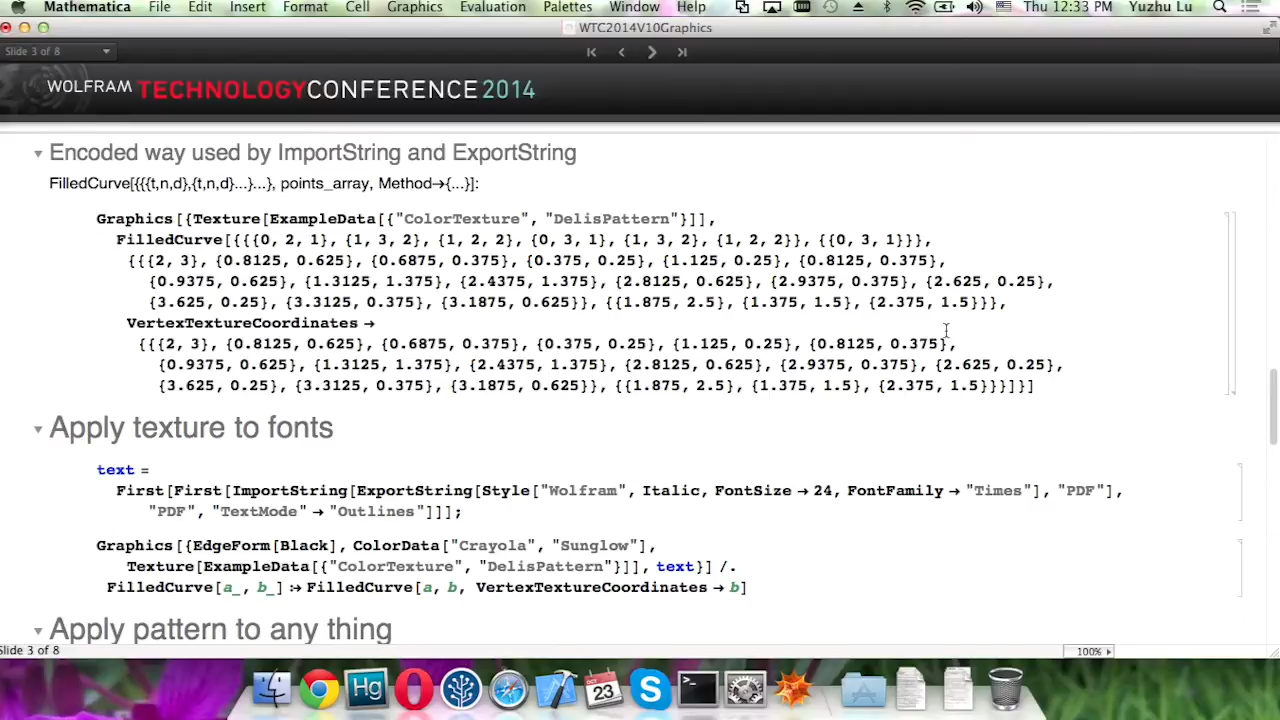 Mathematica File Edit Insert Format Cell Graphics Evaluation Palettes Window Help Thu 12:33 PM Yuzhu Lu
WTC2014V10Graphics
Slide 3 of 8
WOLFRAM TECHNOLOGYCONFERENCE 2014
Encoded way used by ImportString and ExportString
FilledCurve[{{{t,n,d},{t,n,d}...}...}, points_array, Method→{...}]:
Graphics[{Texture[ExampleData[{"ColorTexture", "DelisPattern"}]],
FilledCurve[{{{0, 2, 1}, {1, 3, 2}, {1, 2, 2}, {0, 3, 1}, {1, 3, 2}, {1, 2, 2}}, {{0, 3, 1}}},
{{{2, 3}, {0.8125, 0.625}, {0.6875, 0.375}, {0.375, 0.25}, {1.125, 0.25}, {0.8125, 0.375},
{0.9375, 0.625}, {1.3125, 1.375}, {2.4375, 1.375}, {2.8125, 0.625}, {2.9375, 0.375}, {2.625, 0.25},
{3.625, 0.25}, {3.3125, 0.375}, {3.1875, 0.625}}, {{1.875, 2.5}, {1.375, 1.5}, {2.375, 1.5}}},
VertexTextureCoordinates →
{{{2, 3}, {0.8125, 0.625}, {0.6875, 0.375}, {0.375, 0.25}, {1.125, 0.25}, {0.8125, 0.375},
{0.9375, 0.625}, {1.3125, 1.375}, {2.4375, 1.375}, {2.8125, 0.625}, {2.9375, 0.375}, {2.625, 0.25},
{3.625, 0.25}, {3.3125, 0.375}, {3.1875, 0.625}}, {{1.875, 2.5}, {1.375, 1.5}, {2.375, 1.5}}}]}]
Apply texture to fonts
text =
First[First[ImportString[ExportString[Style["Wolfram", Italic, FontSize → 24, FontFamily → "Times"], "PDF"],
"PDF", "TextMode" → "Outlines"]]];
Graphics[{EdgeForm[Black], ColorData["Crayola", "Sunglow"],
Texture[ExampleData[{"ColorTexture", "DelisPattern"}]], text}] /.
FilledCurve[a_, b_] :> FilledCurve[a, b, VertexTextureCoordinates → b]
Apply pattern to any thing
Slide 3 of 8
100%
Hg
OCT
23